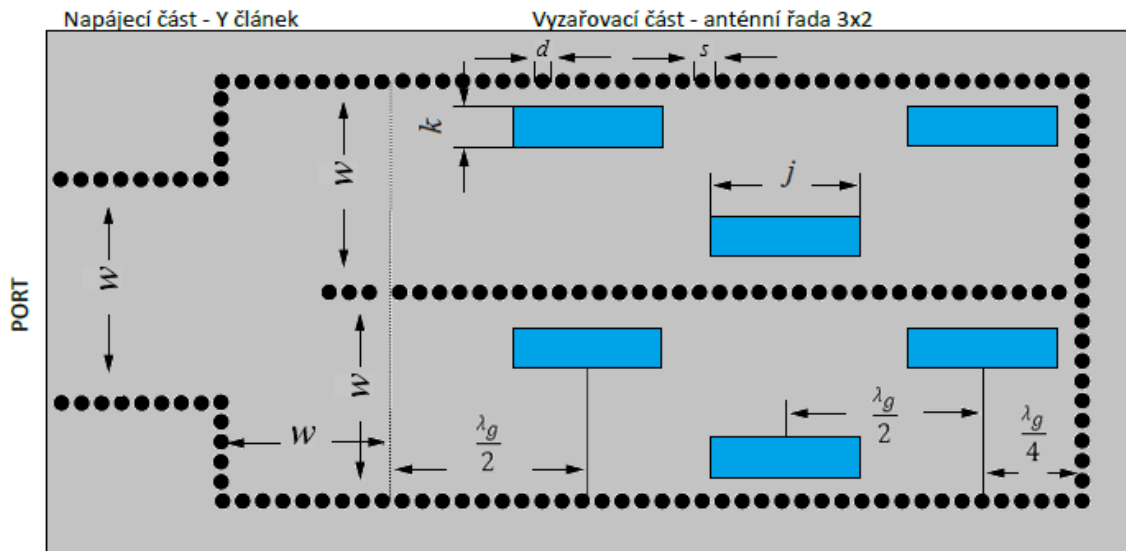 Napájecí část - Y článek
Vyzařovací část - anténní řada 3x2
d
s
k
w
j
w
PORT
w
w
λg/2
λg/2
λg/4